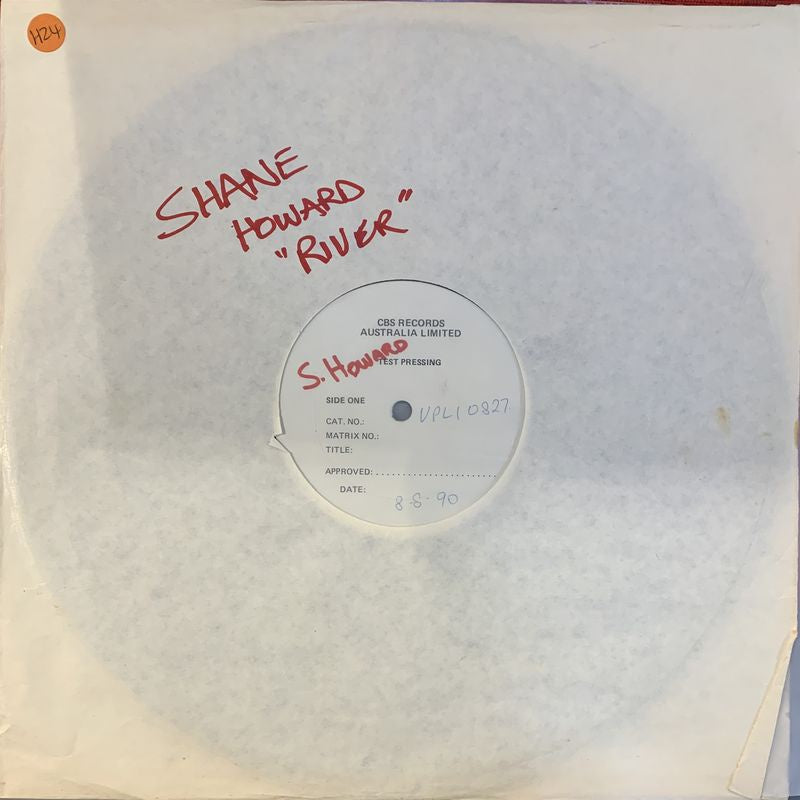 H24
SHANE
HOWARD
"RIVER"
CBS RECORDS
AUSTRALIA LIMITED
S. HOWARD
TEST PRESSING
SIDE ONE
CAT. NO.: VPL1 0827
MATRIX NO.:
TITLE:
APPROVED:..........................
DATE: 8-8-90